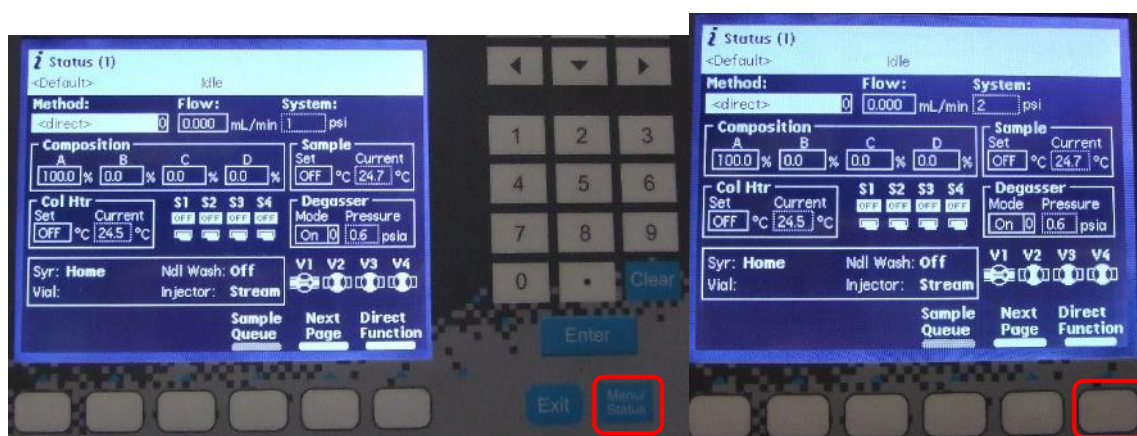 i Status (1)
<Default> Idle
Method: Flow: System:
<direct> 0 0.000 mL/min 1 psi
Composition Sample
A B C D Set Current
100.0 % 0.0 % 0.0 % 0.0 % OFF °C 24.7 °C
Col Htr S1 S2 S3 S4 Degasser
Set Current OFF OFF OFF OFF Mode Pressure
OFF °C 24.5 °C On 0 0.6 psia
Syr: Home Ndl Wash: Off V1 V2 V3 V4
Vial: Injector: Stream
Sample Next Direct
Queue Page Function
1 2 3
4 5 6
7 8 9
0 . Clear
Enter
Exit Menu/
Status
i Status (1)
<Default> Idle
Method: Flow: System:
<direct> 0 0.000 mL/min 2 psi
Composition Sample
A B C D Set Current
100.0 % 0.0 % 0.0 % 0.0 % OFF °C 24.7 °C
Col Htr S1 S2 S3 S4 Degasser
Set Current OFF OFF OFF OFF Mode Pressure
OFF °C 24.5 °C On 0 0.6 psia
Syr: Home Ndl Wash: Off V1 V2 V3 V4
Vial: Injector: Stream
Sample Next Direct
Queue Page Function